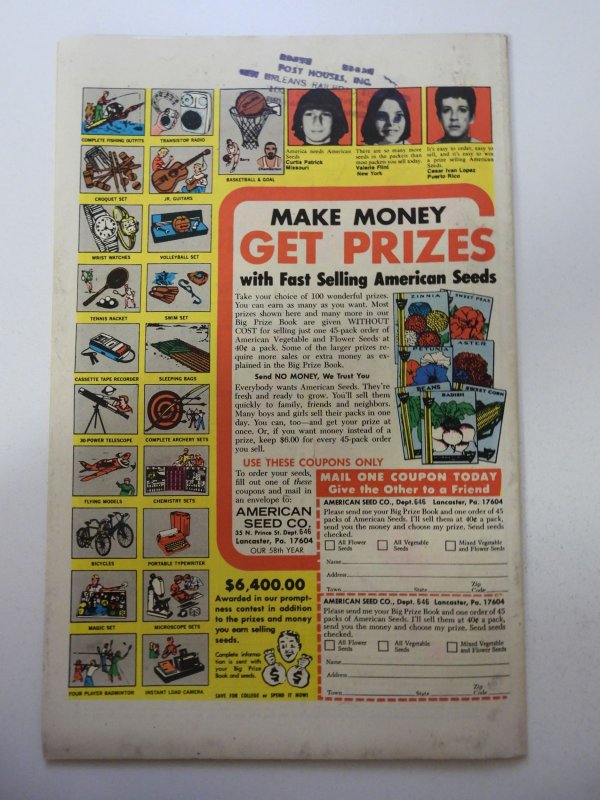 POST HOUSES, INC.
COMPLETE FISHING OUTFITS
TRANSISTOR RADIO
CROQUET SET
JR. GUITARS
WRIST WATCHES
VOLLEYBALL SET
TENNIS RACKET
SWIM SET
CASSETTE TAPE RECORDER
SLEEPING BAGS
30-POWER TELESCOPE
COMPLETE ARCHERY SETS
FLYING MODELS
CHEMISTRY SETS
BICYCLES
PORTABLE TYPEWRITER
MAGIC SET
MICROSCOPE SETS
FOUR PLAYER BADMINTON
INSTANT LOAD CAMERA
Barry
Chamberlain
BASKETBALL & GOAL
America needs American
Seeds
Curtis Patrick
Missouri
There are so many more
seeds in the packets than
most packets you sell today.
Valerie Flini
New York
It's easy to order, easy to
sell, and it's easy to win
a prize selling American
Seeds.
Cesar Ivan Lopez
Puerto Rico
MAKE MONEY
GET PRIZES
with Fast Selling American Seeds
Take your choice of 100 wonderful prizes.
You can earn as many as you want. Most
prizes shown here and many more in our
Big Prize Book are given WITHOUT
COST for selling just one 45-pack order of
American Vegetable and Flower Seeds at
40¢ a pack. Some of the larger prizes re-
quire more sales or extra money as ex-
plained in the Big Prize Book.
Send NO MONEY, We Trust You
Everybody wants American Seeds. They're
fresh and ready to grow. You'll sell them
quickly to family, friends and neighbors.
Many boys and girls sell their packs in one
day. You can, too—and get your prize at
once. Or, if you want money instead of a
prize, keep $6.00 for every 45-pack order
you sell.
ZINNIA
SWEET PEAS
PETUNIA
ASTER
BEANS
RADISH
SWEET CORN
USE THESE COUPONS ONLY
To order your seeds,
fill out one of these
coupons and mail in
an envelope to:
AMERICAN
SEED CO.
35 N. Prince St. Dept. 646
Lancaster, Pa. 17604
OUR 58th YEAR
MAIL ONE COUPON TODAY
Give the Other to a Friend
AMERICAN SEED CO., Dept. 646 Lancaster, Pa. 17604
Please send me your Big Prize Book and one order of 45
packs of American Seeds. I'll sell them at 40¢ a pack,
send you the money and choose my prize. Send seeds
checked.
All Flower Seeds
All Vegetable Seeds
Mixed Vegetable and Flower Seeds
Name
Address
Town State Zip Code
AMERICAN SEED CO., Dept. 646 Lancaster, Pa. 17604
Please send me your Big Prize Book and one order of 45
packs of American Seeds. I'll sell them at 40¢ a pack,
send you the money and choose my prize. Send seeds
checked.
All Flower Seeds
All Vegetable Seeds
Mixed Vegetable and Flower Seeds
Name
Address
Town State Zip Code
$6,400.00
Awarded in our prompt-
ness contest in addition
to the prizes and money
you earn selling
seeds.
Complete informa-
tion is sent with
your Big Prize
Book and seeds.
$ $
SAVE FOR COLLEGE or SPEND IT NOW!